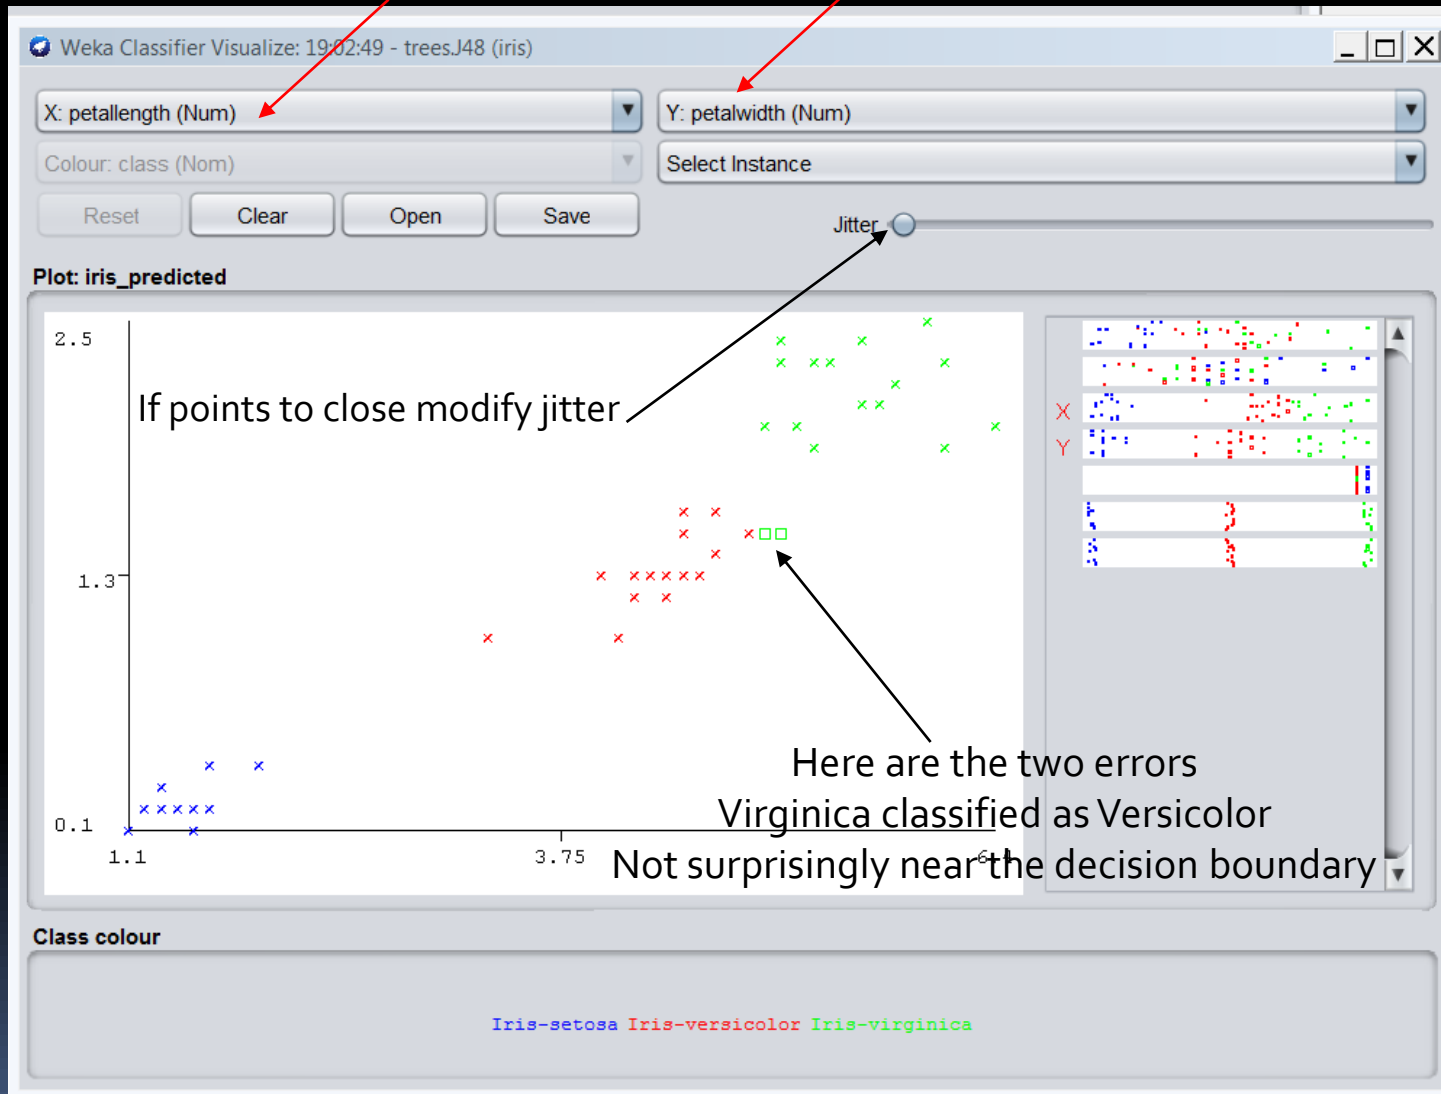 Weka Classifier Visualize: 19:02:49 - trees.J48 (iris)
X: petallength (Num)
Y: petalwidth (Num)
Colour: class (Nom)
Select Instance
Reset
Clear
Open
Save
Jitter
Plot: iris_predicted
2.5
If points to close modify jitter
X
Y
1.3
Here are the two errors
Virginica classified as Versicolor
Not surprisingly near the decision boundary
0.1
1.1
3.75
Class colour
Iris-setosa Iris-versicolor Iris-virginica